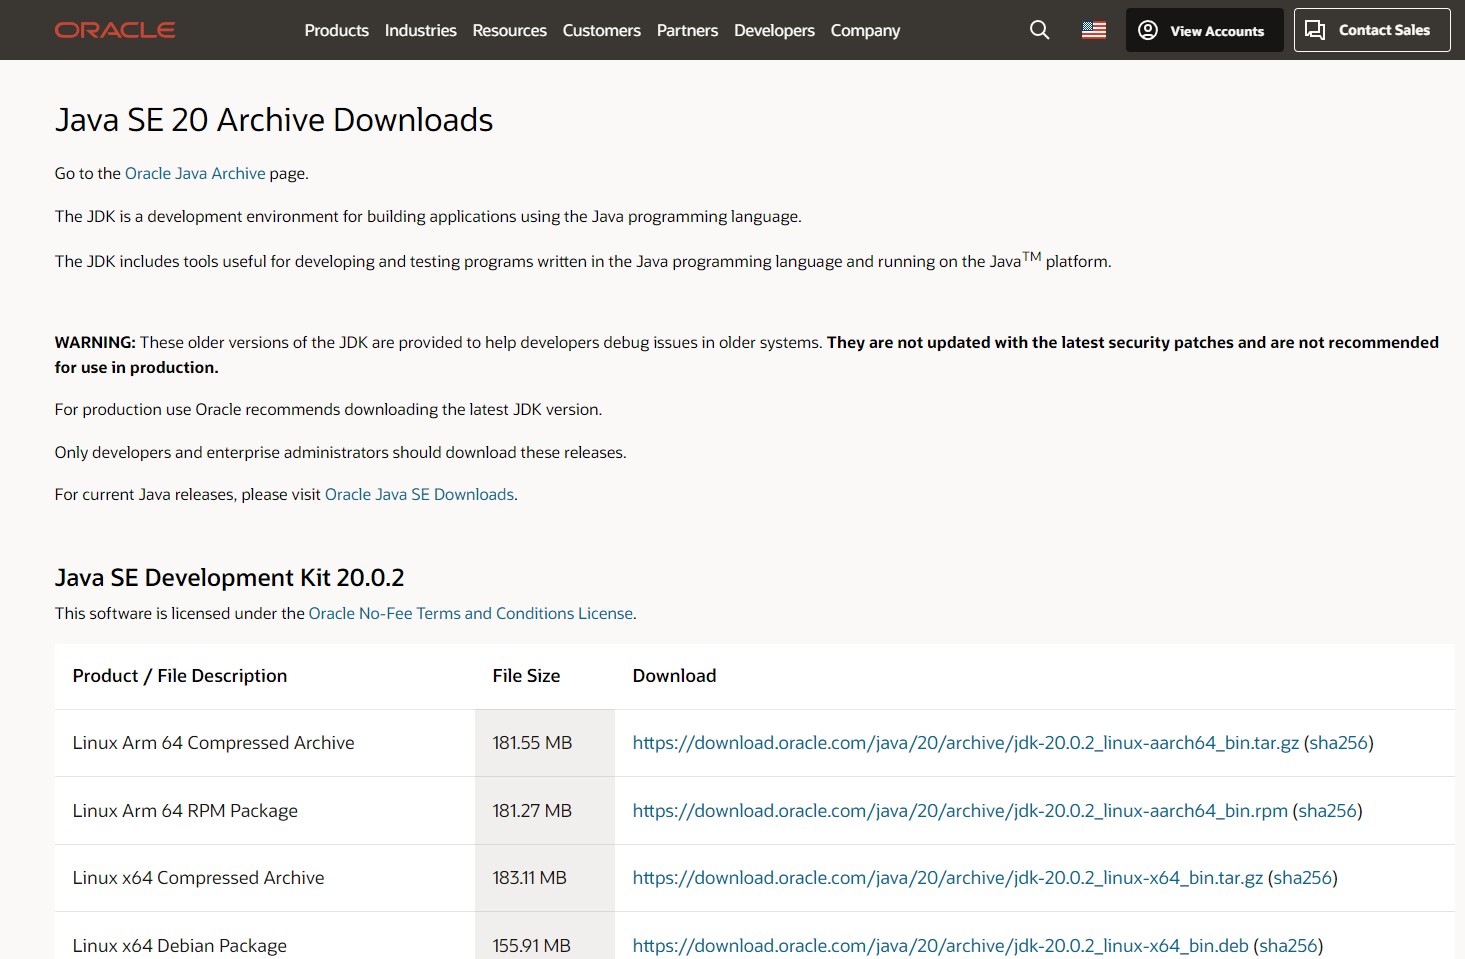 ORACLE Products Industries Resources Customers Partners Developers Company View Accounts Contact Sales
Java SE 20 Archive Downloads
Go to the Oracle Java Archive page.
The JDK is a development environment for building applications using the Java programming language.
The JDK includes tools useful for developing and testing programs written in the Java programming language and running on the Java™ platform.
WARNING: These older versions of the JDK are provided to help developers debug issues in older systems. They are not updated with the latest security patches and are not recommended
for use in production.
For production use Oracle recommends downloading the latest JDK version.
Only developers and enterprise administrators should download these releases.
For current Java releases, please visit Oracle Java SE Downloads.
Java SE Development Kit 20.0.2
This software is licensed under the Oracle No-Fee Terms and Conditions License.
Product / File Description File Size Download
Linux Arm 64 Compressed Archive 181.55 MB https://download.oracle.com/java/20/archive/jdk-20.0.2_linux-aarch64_bin.tar.gz (sha256)
Linux Arm 64 RPM Package 181.27 MB https://download.oracle.com/java/20/archive/jdk-20.0.2_linux-aarch64_bin.rpm (sha256)
Linux x64 Compressed Archive 183.11 MB https://download.oracle.com/java/20/archive/jdk-20.0.2_linux-x64_bin.tar.gz (sha256)
Linux x64 Debian Package 155.91 MB https://download.oracle.com/java/20/archive/jdk-20.0.2_linux-x64_bin.deb (sha256)